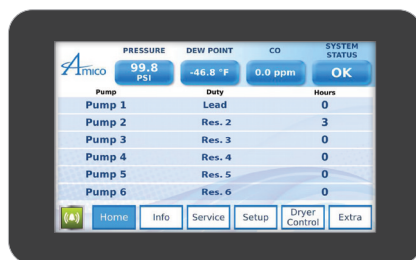 Amico
PRESSURE DEW POINT CO SYSTEM STATUS
99.8 PSI -46.8 °F 0.0 ppm OK
Pump Duty Hours
Pump 1 Lead 0
Pump 2 Res. 2 3
Pump 3 Res. 3 0
Pump 4 Res. 4 0
Pump 5 Res. 5 0
Pump 6 Res. 6 0
Home Info Service Setup Dryer Control Extra